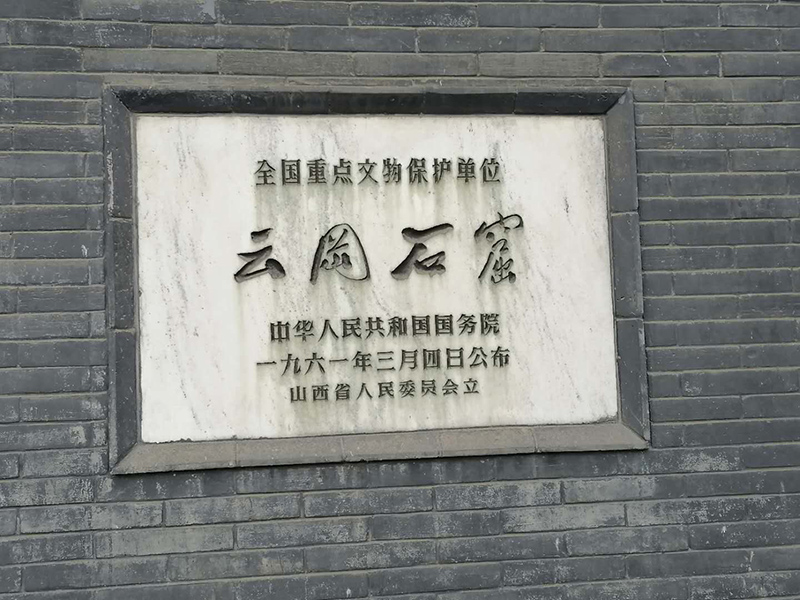 全国重点文物保护单位
云冈石窟
中华人民共和国国务院
一九六一年三月四日公布
山西省人民委员会立